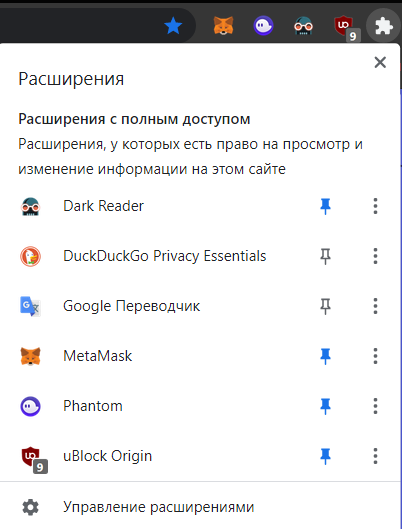 9
Расширения
Расширения с полным доступом
Расширения, у которых есть право на просмотр и
изменение информации на этом сайте
Dark Reader
DuckDuckGo Privacy Essentials
Google Переводчик
MetaMask
Phantom
9
uBlock Origin
Управление расширениями